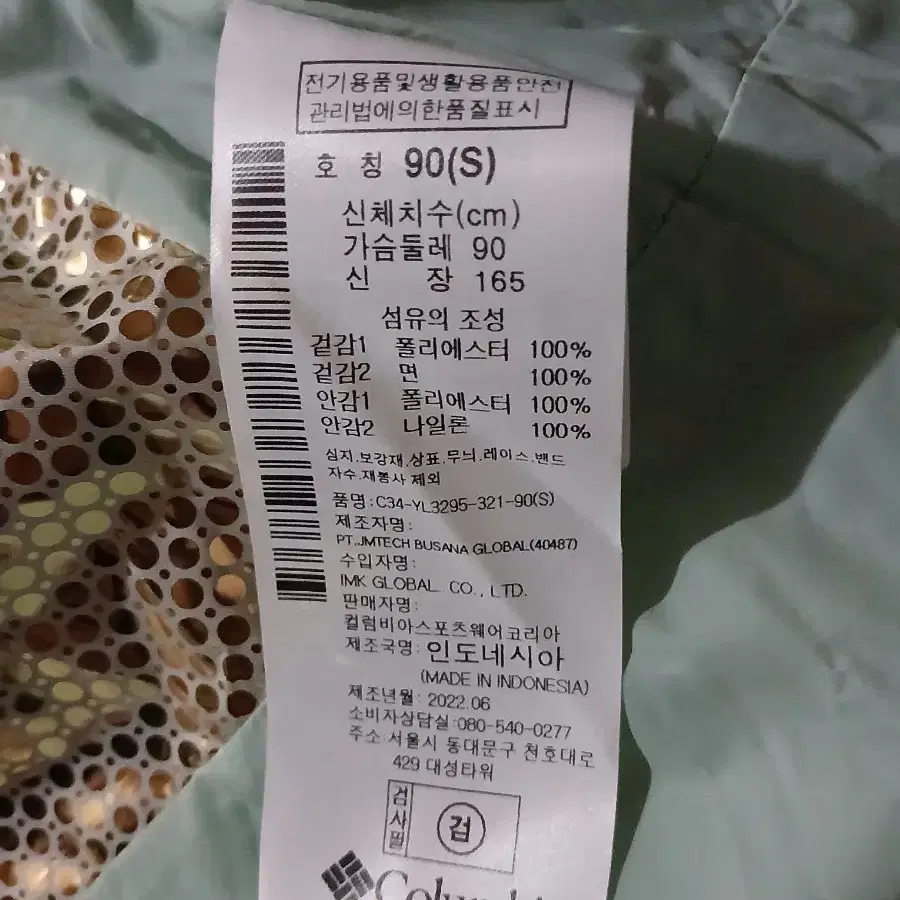 전기용품및생활용품안전
관리법에의한품질표시
호 칭 90(S)
신체치수(cm)
가슴둘레 90
신 장 165
섬유의 조성
겉감1 폴리에스터 100%
겉감2 면 100%
안감1 폴리에스터 100%
안감2 나일론 100%
심지.보강재.상표.무늬.레이스.밴드
자수.재봉사 제외
품명:C34-YL3295-321-90(S)
제조자명:
PT.JMTECH BUSANA GLOBAL(40487)
수입자명:
IMK GLOBAL CO., LTD.
판매자명:
컬럼비아스포츠웨어코리아
제조국명: 인도네시아
(MADE IN INDONESIA)
제조년월: 2022.06
소비자상담실:080-540-0277
주소:서울시 동대문구 천호대로
429 대성타워
검사필
검